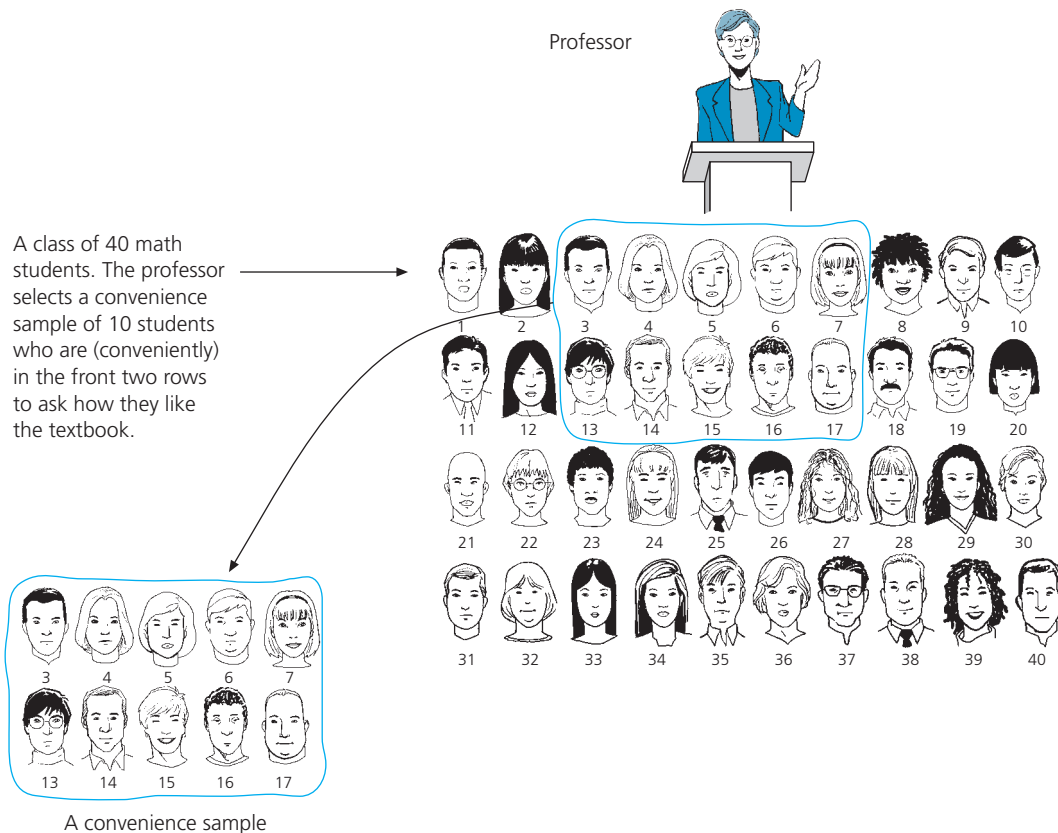 Professor
A class of 40 math
students. The professor
selects a convenience
sample of 10 students
who are (conveniently)
in the front two rows
to ask how they like
the textbook.
1 2 3 4 5 6 7 8 9 10
11 12 13 14 15 16 17 18 19 20
21 22 23 24 25 26 27 28 29 30
31 32 33 34 35 36 37 38 39 40
3 4 5 6 7
13 14 15 16 17
A convenience sample